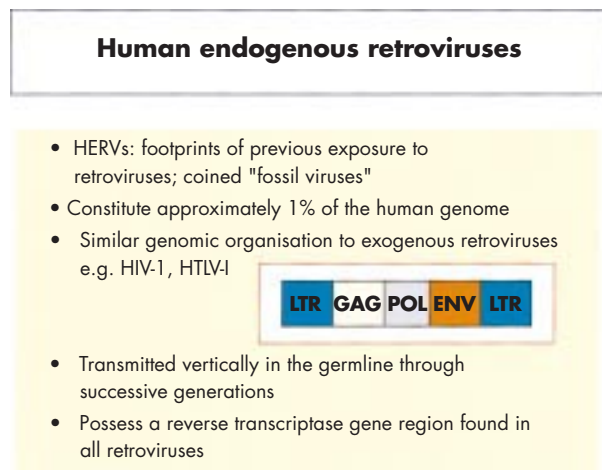 Human endogenous retroviruses
• HERVs: footprints of previous exposure to
retroviruses; coined "fossil viruses"
• Constitute approximately 1% of the human genome
• Similar genomic organisation to exogenous retroviruses
e.g. HIV-1, HTLV-I
LTR GAG POL ENV LTR
• Transmitted vertically in the germline through
successive generations
• Possess a reverse transcriptase gene region found in
all retroviruses